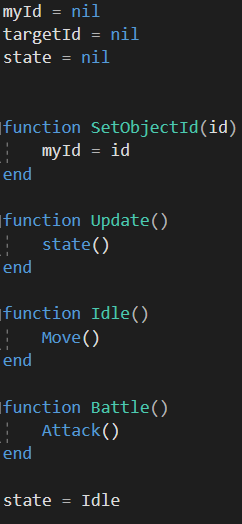 myId = nil
targetId = nil
state = nil
function SetObjectId(id)
myId = id
end
function Update()
state()
end
function Idle()
Move()
end
function Battle()
Attack()
end
state = Idle